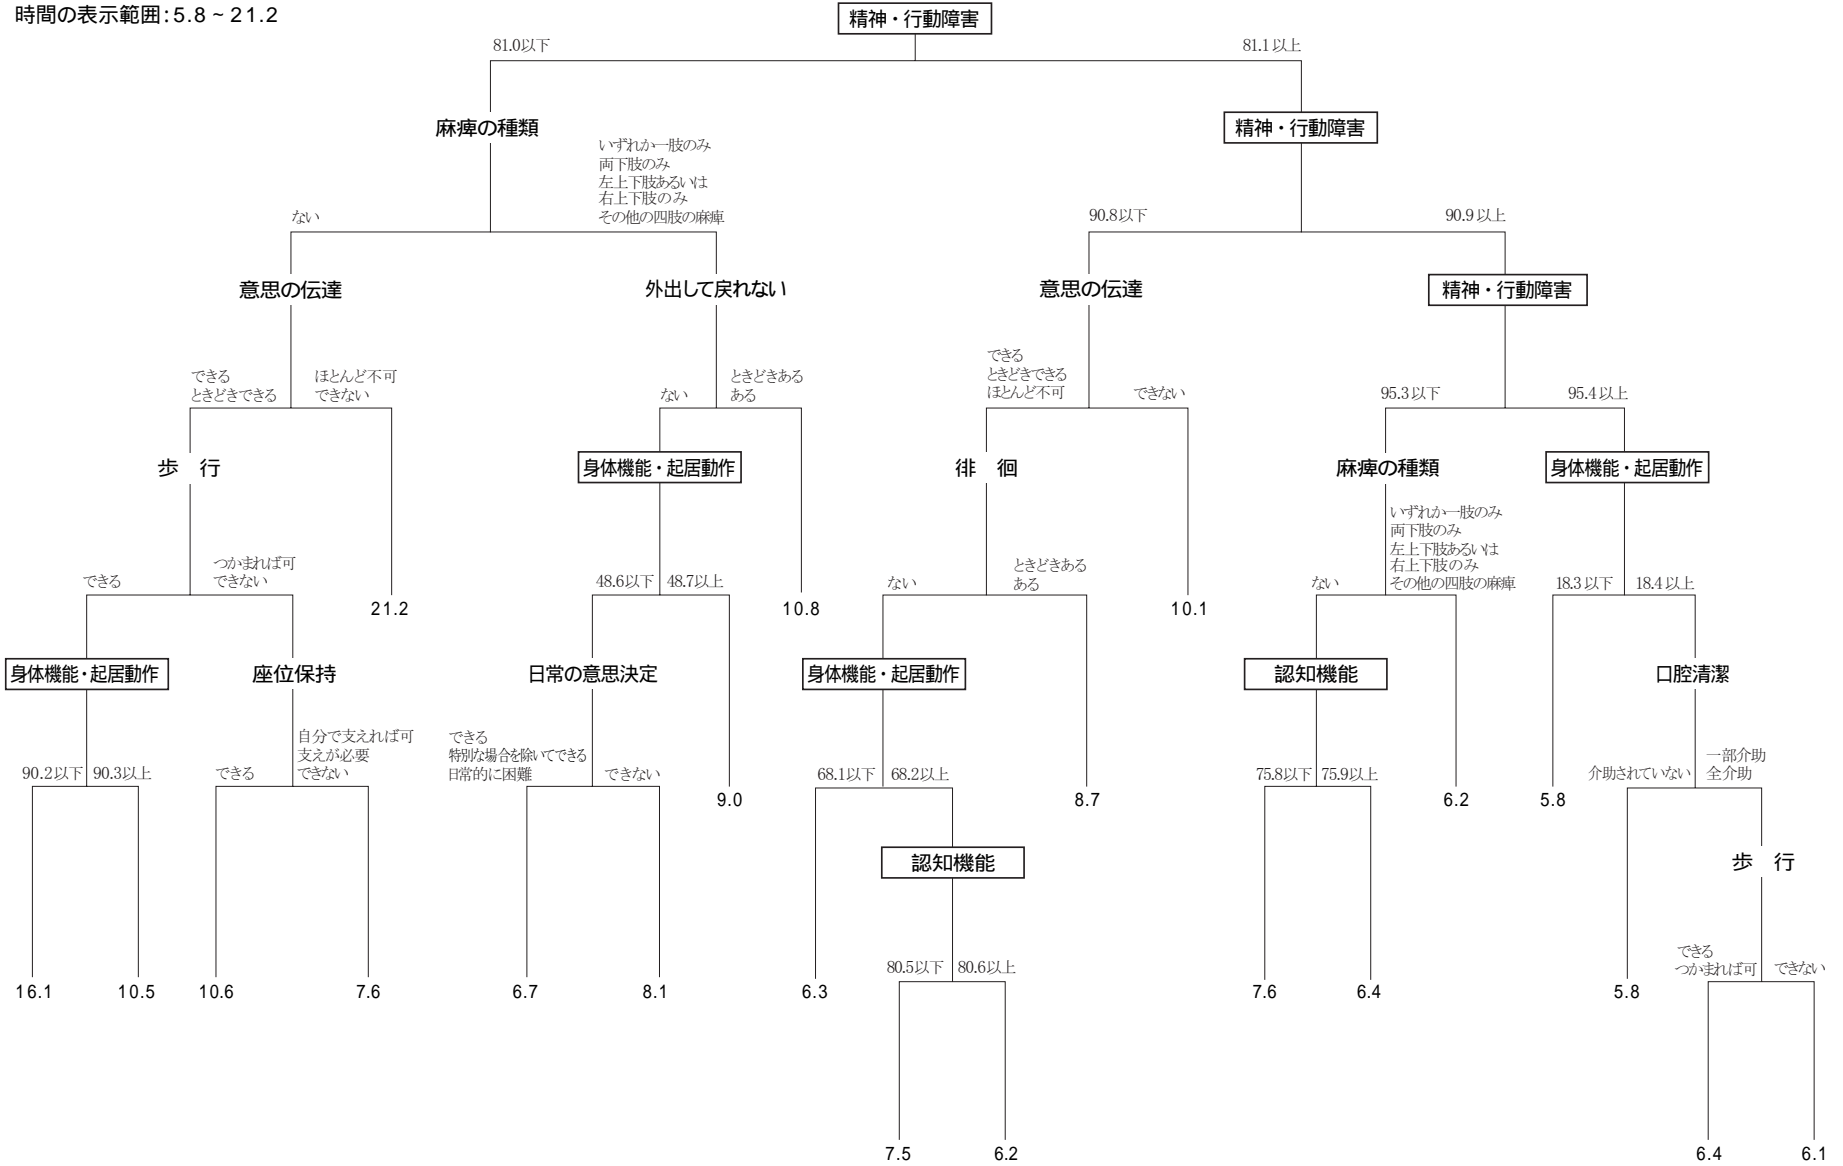 時間の表示範囲:5.8 ~ 21.2
精神・行動障害
81.0以下
81.1以上
麻痺の種類
精神・行動障害
いずれか一肢のみ
両下肢のみ
左上下肢あるいは
右上下肢のみ
その他の四肢の麻痺
ない
90.8以下
90.9以上
意思の伝達
外出して戻れない
意思の伝達
精神・行動障害
できる
ときどきできる
ほとんど不可
できない
ない
ときどきある
ある
できる
ときどきできる
ほとんど不可
できない
95.3以下
95.4以上
歩 行
身体機能・起居動作
徘 徊
麻痺の種類
身体機能・起居動作
できる
つかまれば可
できない
21.2
48.6以下
48.7以上
10.8
ない
ときどきある
ある
10.1
ない
いずれか一肢のみ
両下肢のみ
左上下肢あるいは
右上下肢のみ
その他の四肢の麻痺
18.3以下
18.4以上
身体機能・起居動作
座位保持
日常の意思決定
身体機能・起居動作
認知機能
口腔清潔
90.2以下
90.3以上
できる
自分で支えれば可
支えが必要
できない
できる
特別な場合を除いてできる
日常的に困難
できない
9.0
68.1以下
68.2以上
8.7
75.8以下
75.9以上
6.2
5.8
介助されていない
一部介助
全介助
認知機能
歩 行
16.1
10.5
10.6
7.6
6.7
8.1
6.3
80.5以下
80.6以上
7.6
6.4
5.8
できる
つかまれば可
できない
7.5
6.2
6.4
6.1